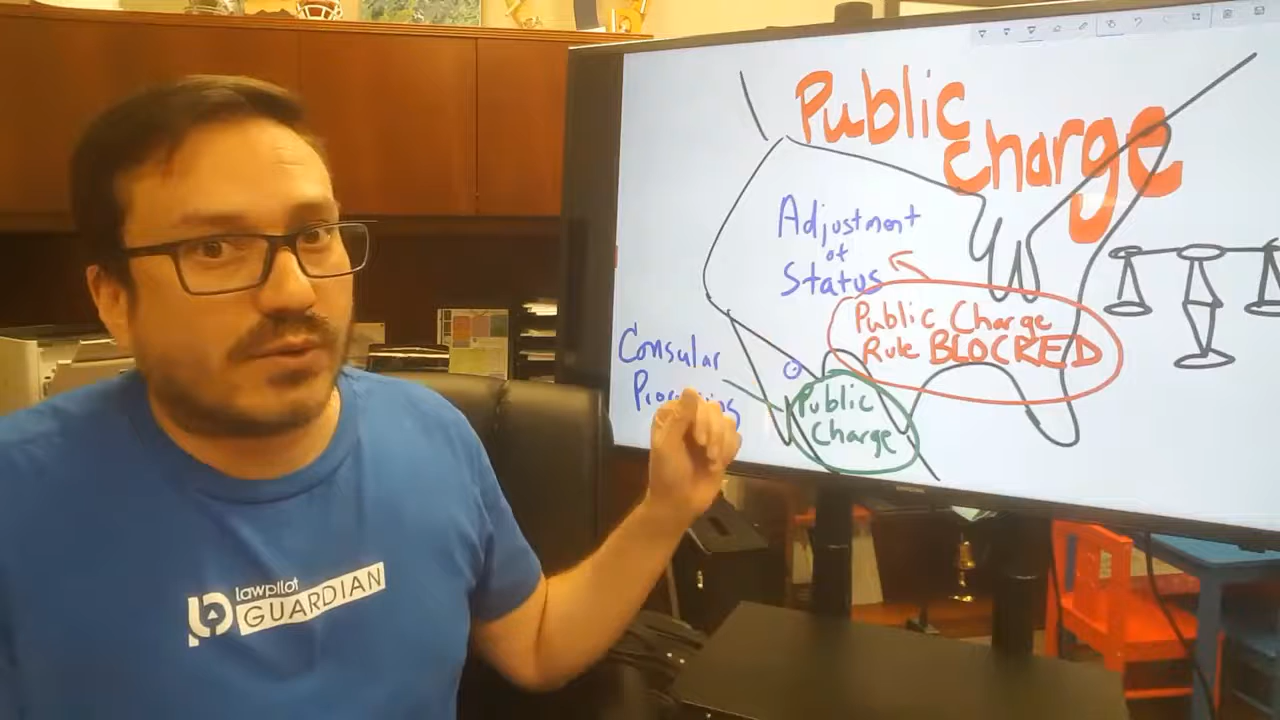 Public
charge
Adjustment
of
Status
Public Charge
Rule BLOCKED
Consular
Public
Charge
lawpilot
GUARDIAN